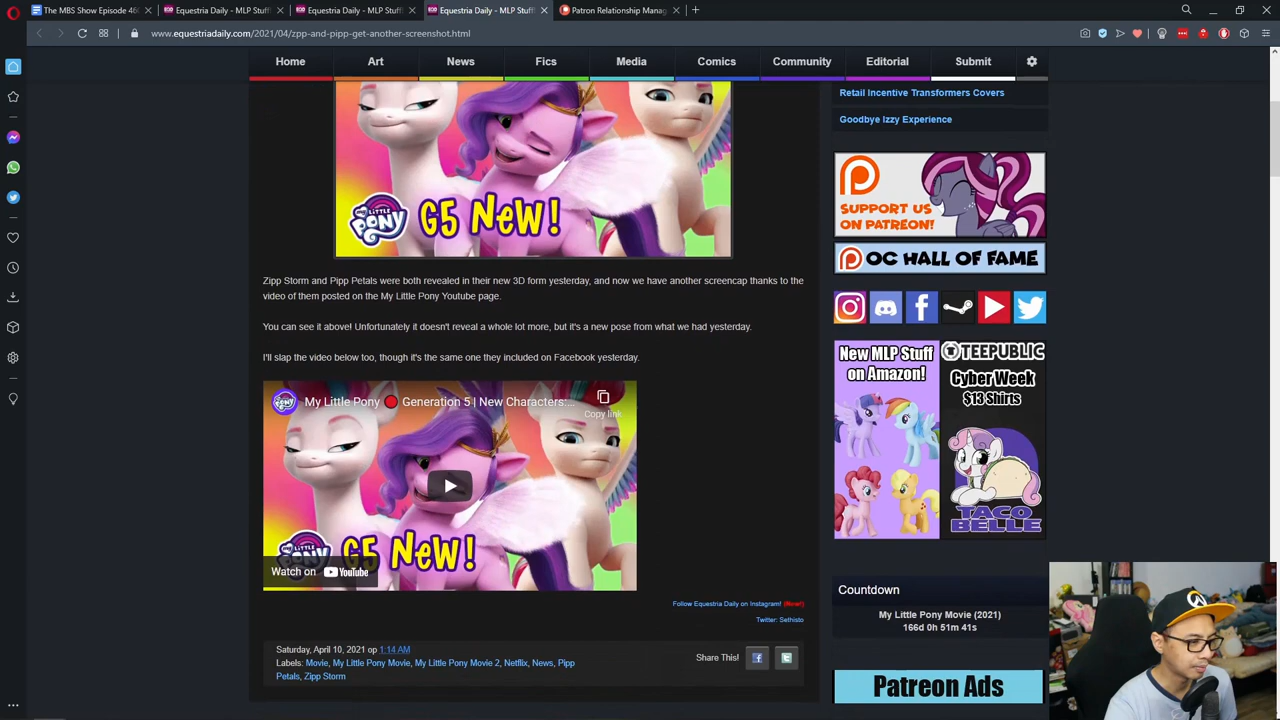 The MBS Show Episode 46
Equestria Daily - MLP Stuff!
Equestria Daily - MLP Stuff!
Equestria Daily - MLP Stuff!
Patron Relationship Mana
www.equestriadaily.com/2021/04/zpp-and-pipp-get-another-screenshot.html
Home
Art
News
Fics
Media
Comics
Community
Editorial
Submit
Retail Incentive Transformers Covers
Goodbye Izzy Experience
MY LITTLE PONY
G5 NEW!
SUPPORT US
ON PATREON!
OC HALL OF FAME
Zipp Storm and Pipp Petals were both revealed in their new 3D form yesterday, and now we have another screencap thanks to the
video of them posted on the My Little Pony Youtube page.
You can see it above! Unfortunately it doesn't reveal a whole lot more, but it's a new pose from what we had yesterday.
I'll slap the video below too, though it's the same one they included on Facebook yesterday.
My Little Pony 🔴 Generation 5 | New Characters:...
Copy link
G5 NEW!
Watch on YouTube
New MLP Stuff
on Amazon!
TEEPUBLIC
Cyber Week
$13 Shirts
TACO
BELLE
Follow Equestria Daily on Instagram! (New!)
Twitter: Sethisto
Countdown
My Little Pony Movie (2021)
166d 0h 51m 41s
Saturday, April 10, 2021 op 1:14 AM
Labels: Movie, My Little Pony Movie, My Little Pony Movie 2, Netflix, News, Pipp
Petals, Zipp Storm
Share This!
Patreon Ads